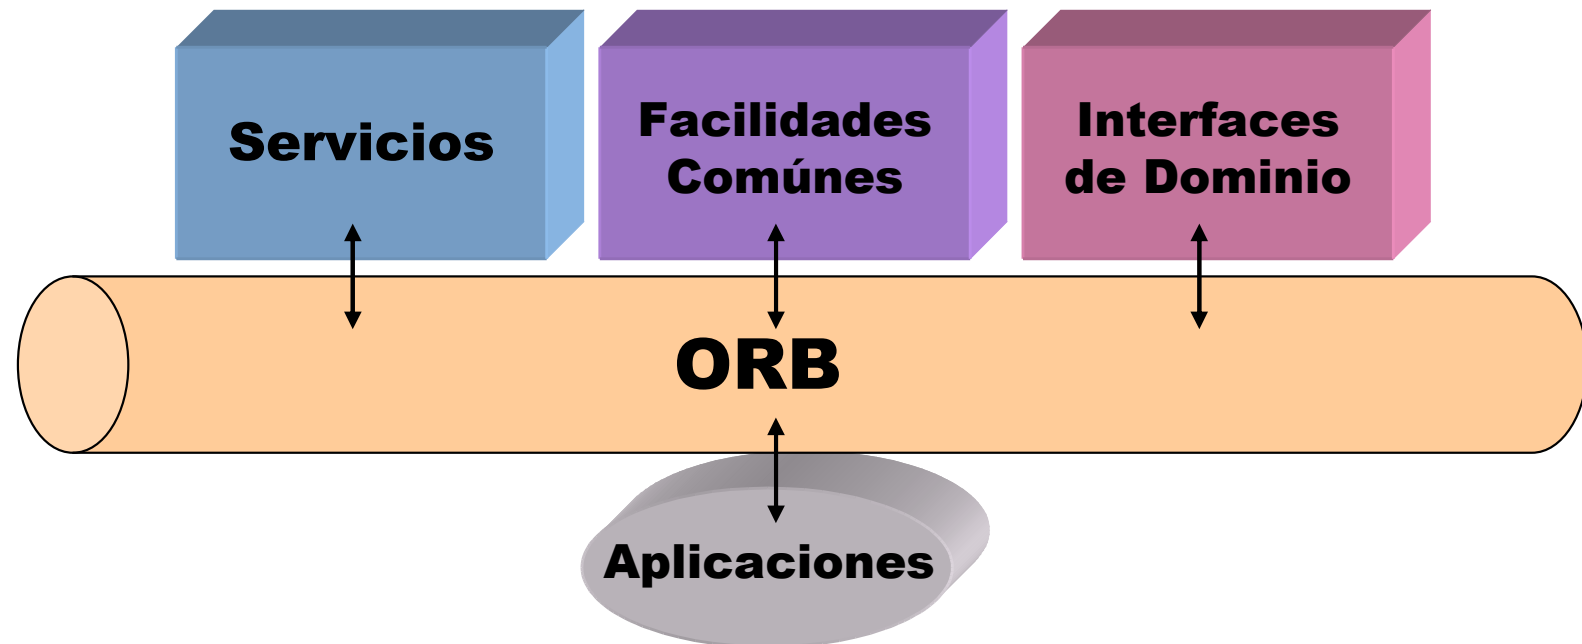 Servicios
Facilidades
Comúnes
Interfaces
de Dominio
ORB
Aplicaciones